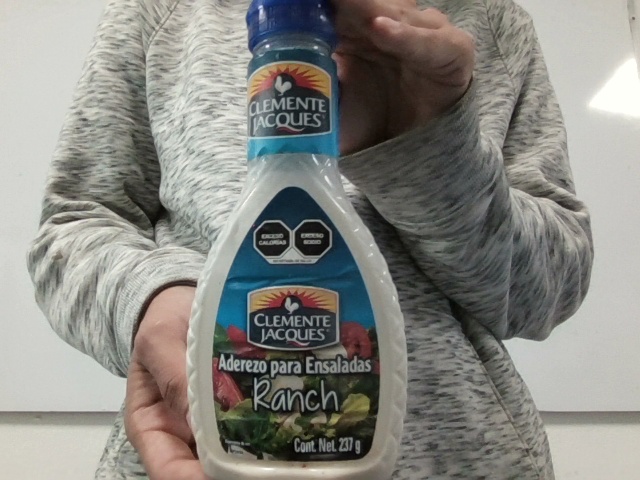 CLEMENTE
JACQUES
EXCESO
CALORÍAS
EXCESO
SODIO
CLEMENTE
JACQUES
Aderezo para Ensaladas
Ranch
Cont. Net. 237 g